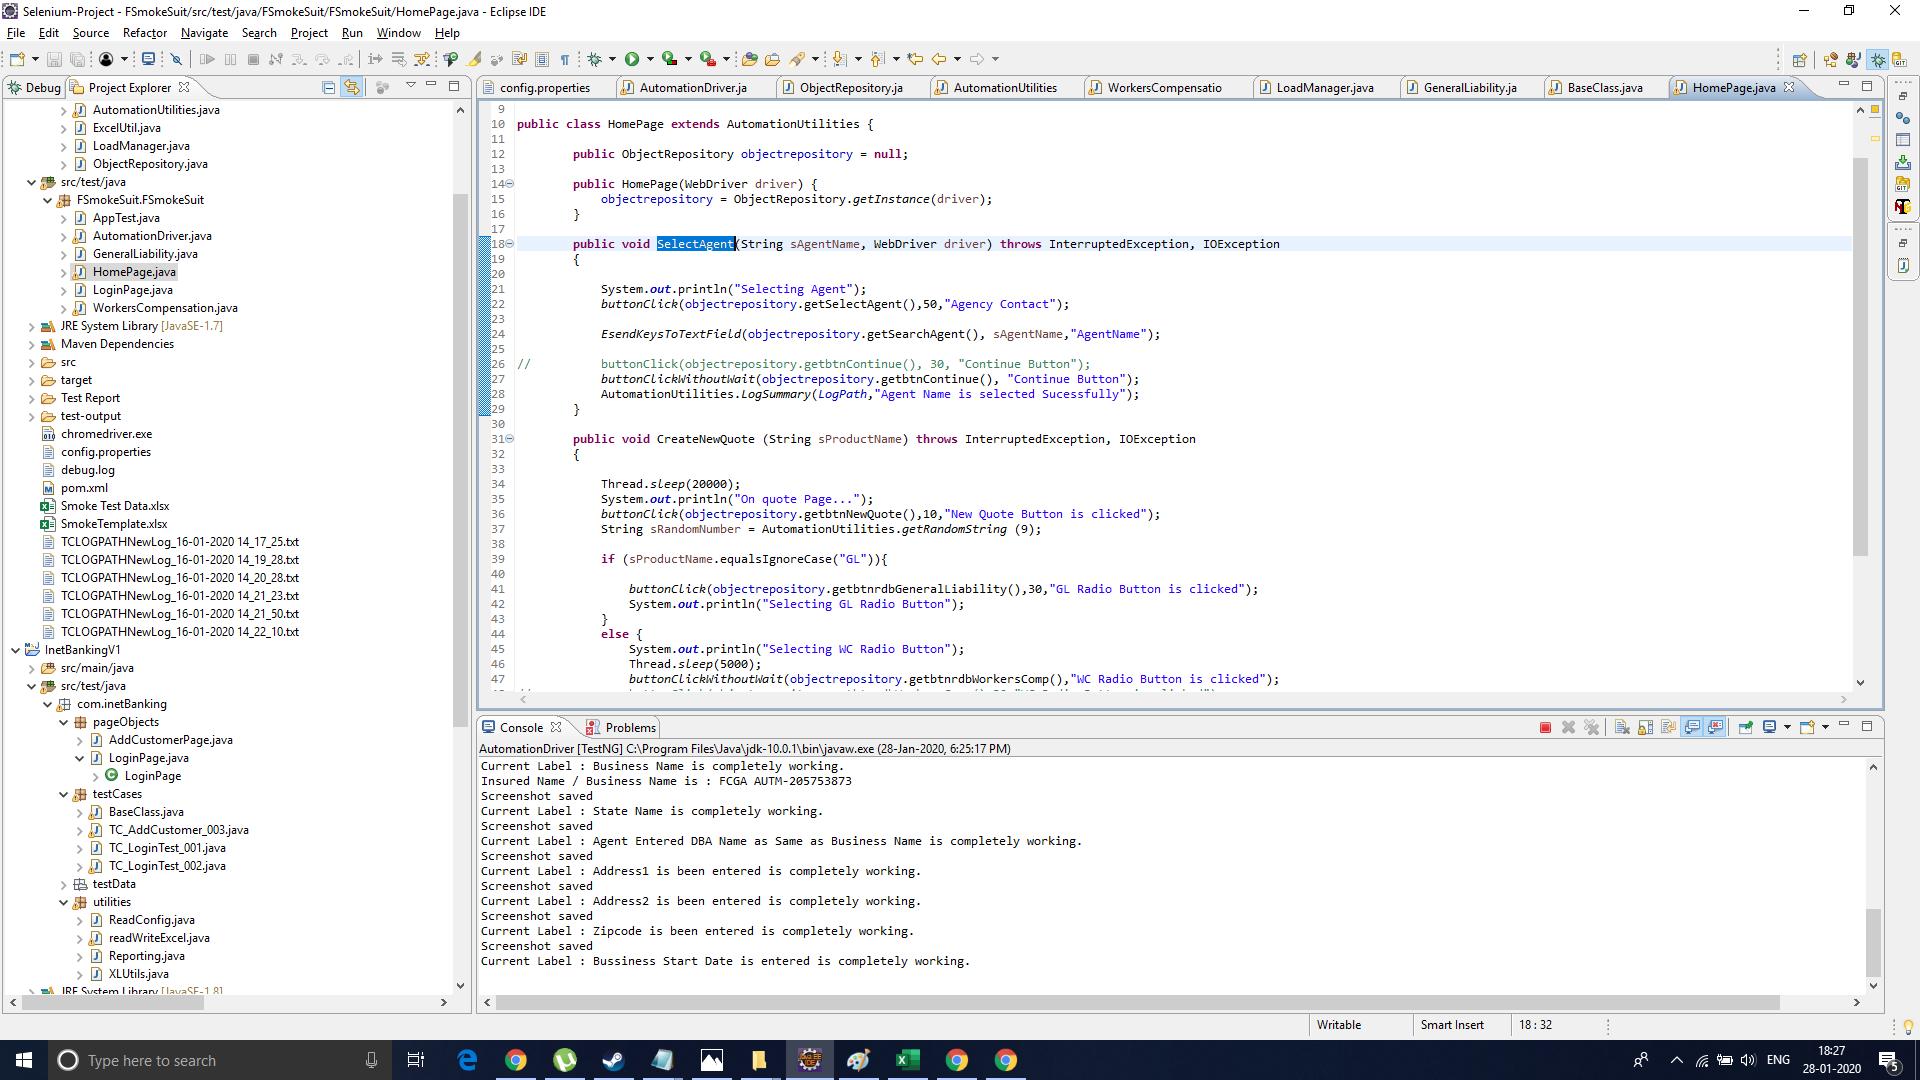 Selenium-Project - FSmokeSuit/src/test/java/FSmokeSuit/FSmokeSuit/HomePage.java - Eclipse IDE
File Edit Source Refactor Navigate Search Project Run Window Help
Debug Project Explorer
AutomationUtilities.java
ExcelUtil.java
LoadManager.java
ObjectRepository.java
src/test/java
FSmokeSuit.FSmokeSuit
AppTest.java
AutomationDriver.java
GeneralLiability.java
HomePage.java
LoginPage.java
WorkersCompensation.java
JRE System Library [JavaSE-1.7]
Maven Dependencies
src
target
Test Report
test-output
chromedriver.exe
config.properties
debug.log
pom.xml
Smoke Test Data.xlsx
SmokeTemplate.xlsx
TCLOGPATHNewLog_16-01-2020 14_17_25.txt
TCLOGPATHNewLog_16-01-2020 14_19_28.txt
TCLOGPATHNewLog_16-01-2020 14_20_28.txt
TCLOGPATHNewLog_16-01-2020 14_21_23.txt
TCLOGPATHNewLog_16-01-2020 14_21_50.txt
TCLOGPATHNewLog_16-01-2020 14_22_10.txt
InetBankingV1
src/main/java
src/test/java
com.inetBanking
pageObjects
AddCustomerPage.java
LoginPage.java
LoginPage
testCases
BaseClass.java
TC_AddCustomer_003.java
TC_LoginTest_001.java
TC_LoginTest_002.java
testData
utilities
ReadConfig.java
readWriteExcel.java
Reporting.java
XLUtils.java
JRE System Library [JavaSE-1.8]
config.properties AutomationDriver.ja ObjectRepository.ja AutomationUtilities WorkersCompensatio LoadManager.java GeneralLiability.ja BaseClass.java HomePage.java
9
10 public class HomePage extends AutomationUtilities {
11
12 public ObjectRepository objectrepository = null;
13
14 public HomePage(WebDriver driver) {
15 objectrepository = ObjectRepository.getInstance(driver);
16 }
17
18 public void SelectAgent(String sAgentName, WebDriver driver) throws InterruptedException, IOException
19 {
20
21 System.out.println("Selecting Agent");
22 buttonClick(objectrepository.getSelectAgent(),50,"Agency Contact");
23
24 EsendKeysToTextField(objectrepository.getSearchAgent(), sAgentName,"AgentName");
25
26 // buttonClick(objectrepository.getbtnContinue(), 30, "Continue Button");
27 buttonClickWithoutWait(objectrepository.getbtnContinue(), "Continue Button");
28 AutomationUtilities.LogSummary(LogPath,"Agent Name is selected Sucessfully");
29 }
30
31 public void CreateNewQuote (String sProductName) throws InterruptedException, IOException
32 {
33
34 Thread.sleep(20000);
35 System.out.println("On quote Page...");
36 buttonClick(objectrepository.getbtnNewQuote(),10,"New Quote Button is clicked");
37 String sRandomNumber = AutomationUtilities.getRandomString (9);
38
39 if (sProductName.equalsIgnoreCase("GL")){
40
41 buttonClick(objectrepository.getbtnrdbGeneralLiability(),30,"GL Radio Button is clicked");
42 System.out.println("Selecting GL Radio Button");
43 }
44 else {
45 System.out.println("Selecting WC Radio Button");
46 Thread.sleep(5000);
47 buttonClickWithoutWait(objectrepository.getbtnrdbWorkersComp(),"WC Radio Button is clicked");
Console Problems
AutomationDriver [TestNG] C:\Program Files\Java\jdk-10.0.1\bin\javaw.exe (28-Jan-2020, 6:25:17 PM)
Current Label : Business Name is completely working.
Insured Name / Business Name is : FCGA AUTM-205753873
Screenshot saved
Current Label : State Name is completely working.
Screenshot saved
Current Label : Agent Entered DBA Name as Same as Business Name is completely working.
Screenshot saved
Current Label : Address1 is been entered is completely working.
Screenshot saved
Current Label : Address2 is been entered is completely working.
Screenshot saved
Current Label : Zipcode is been entered is completely working.
Screenshot saved
Current Label : Bussiness Start Date is entered is completely working.
Writable Smart Insert 18 : 32
Type here to search
ENG
18:27
28-01-2020
5